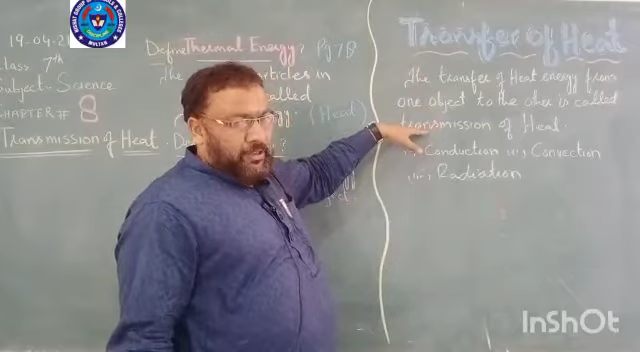 19-04-2
Class 7th
Subject-Science
CHAPTER # 8
Transmission of Heat
MULTAN
Define Thermal Energy? Pg 78
The particles in
called
(Heat)
Transfer of Heat
The transfer of Heat energy from
one object to the other is called
transmission of Heat.
Conduction (ii), Convection
(iii), Radiation
InShOt